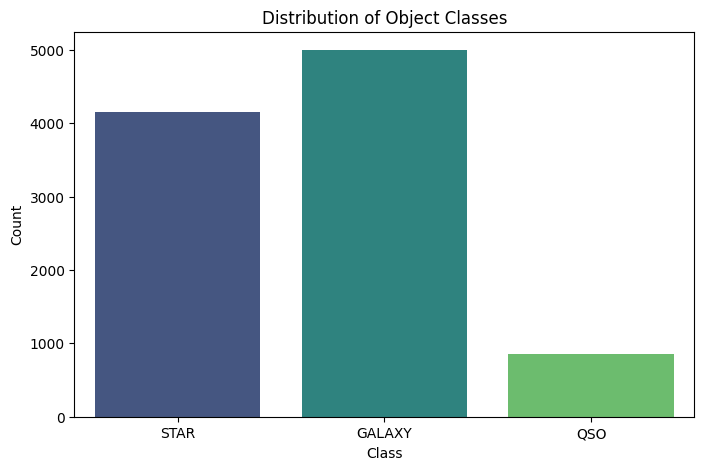 Distribution of Object Classes
5000
4000
3000
2000
1000
0
Count
STAR GALAXY QSO
Class